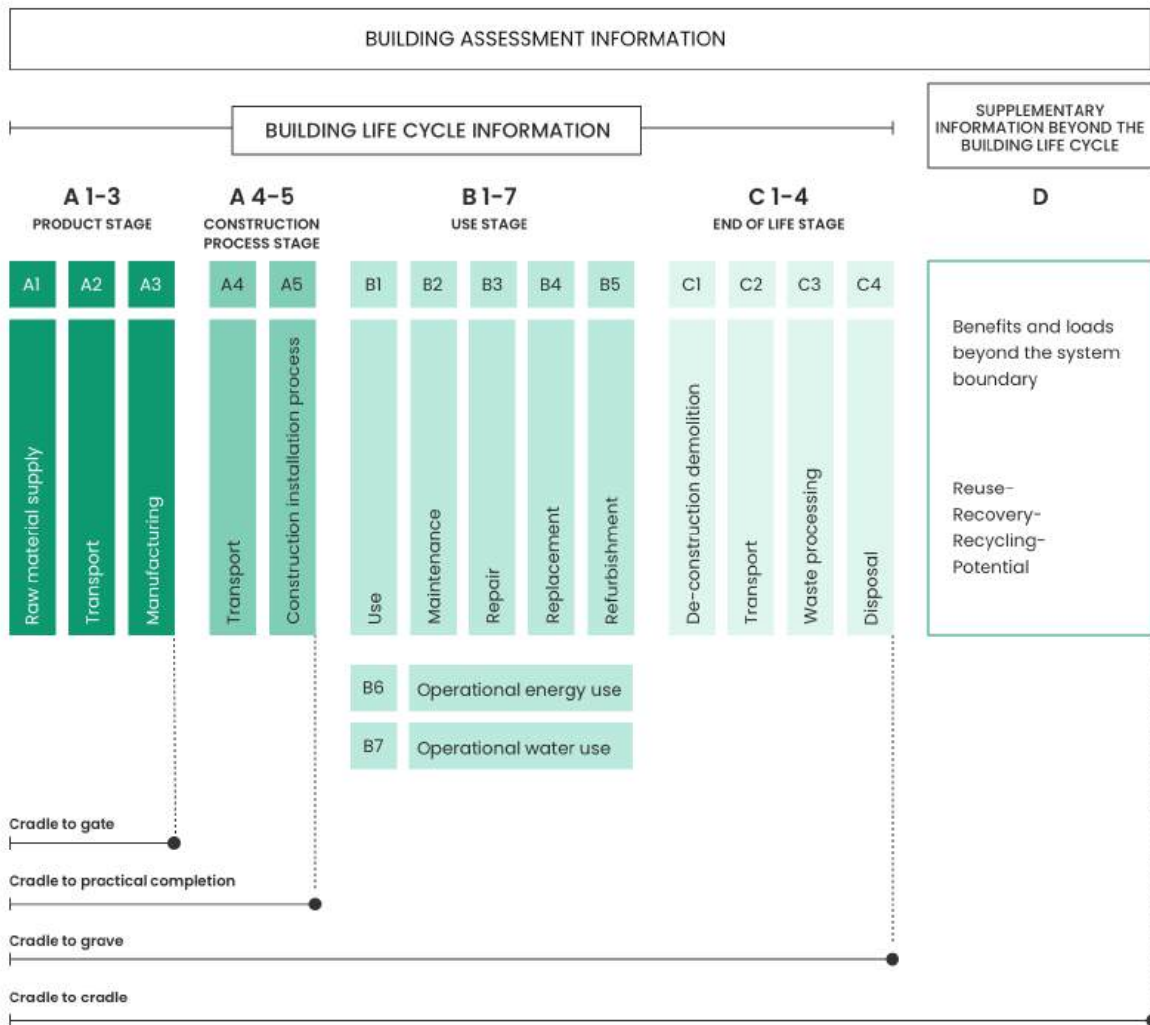 BUILDING ASSESSMENT INFORMATION
BUILDING LIFE CYCLE INFORMATION
SUPPLEMENTARY
INFORMATION BEYOND THE
BUILDING LIFE CYCLE
A 1-3
PRODUCT STAGE
A 4-5
CONSTRUCTION
PROCESS STAGE
B 1-7
USE STAGE
C 1-4
END OF LIFE STAGE
D
A1
A2
A3
A4
A5
B1
B2
B3
B4
B5
C1
C2
C3
C4
Raw material supply
Transport
Manufacturing
Transport
Construction installation process
Use
Maintenance
Repair
Replacement
Refurbishment
De-construction demolition
Transport
Waste processing
Disposal
Benefits and loads
beyond the system
boundary
Reuse-
Recovery-
Recycling-
Potential
B6
Operational energy use
B7
Operational water use
Cradle to gate
Cradle to practical completion
Cradle to grave
Cradle to cradle